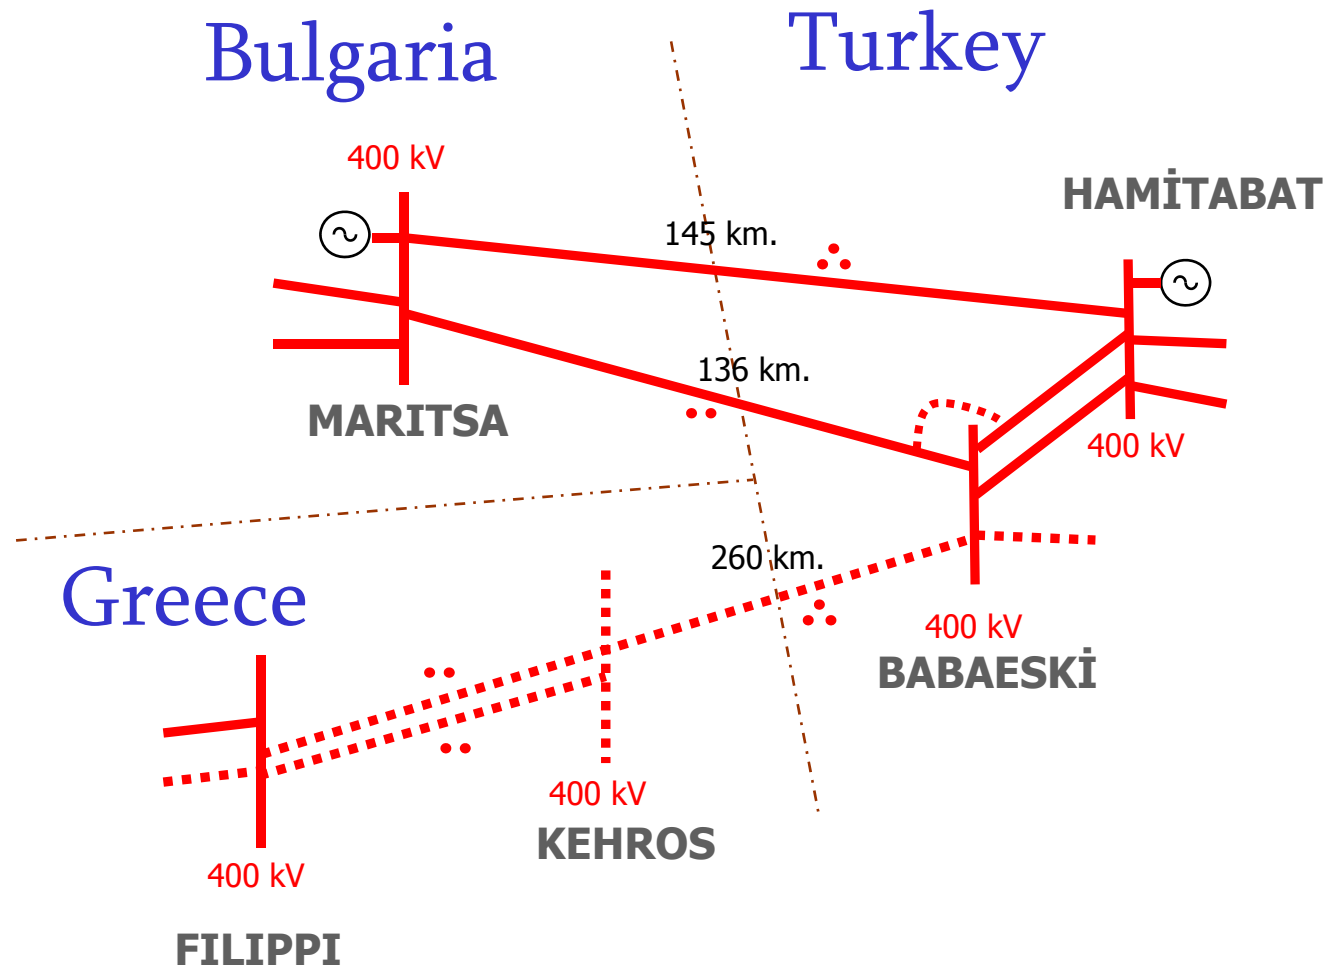 Bulgaria
Turkey
400 kV
HAMİTABAT
145 km.
136 km.
MARITSA
400 kV
260 km.
Greece
400 kV
BABAESKİ
400 kV
KEHROS
400 kV
FILIPPI